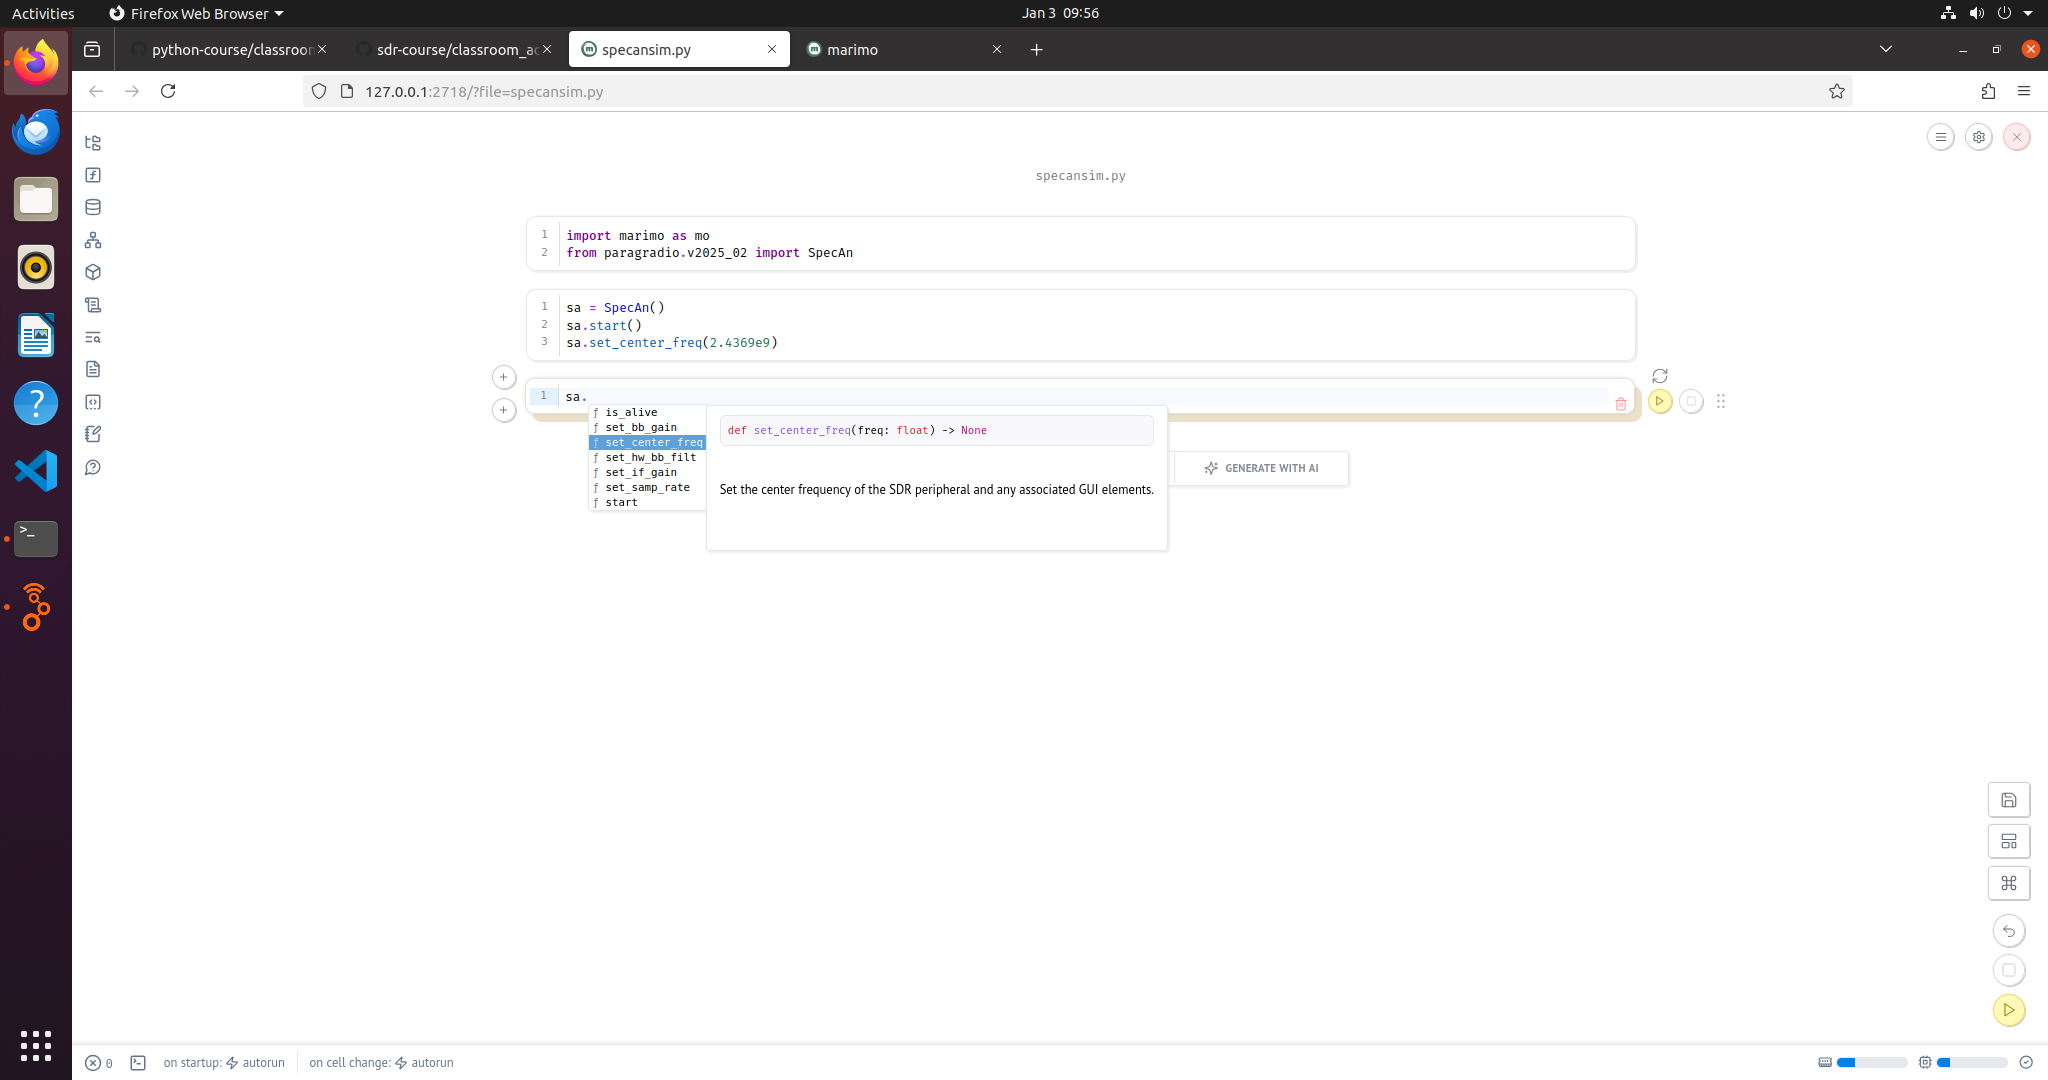 Activities
Firefox Web Browser
Jan 3 09:56
python-course/classroon
sdr-course/classroom_ac
specansim.py
marimo
127.0.0.1:2718/?file=specansim.py
specansim.py
1 import marimo as mo
2 from paragradio.v2025_02 import SpecAn
1 sa = SpecAn()
2 sa.start()
3 sa.set_center_freq(2.4369e9)
1 sa.
f is_alive
f set_bb_gain
f set_center_freq
f set_hw_bb_filt
f set_if_gain
f set_samp_rate
f start
def set_center_freq(freq: float) -> None
Set the center frequency of the SDR peripheral and any associated GUI elements.
GENERATE WITH AI
0
on startup: autorun
on cell change: autorun